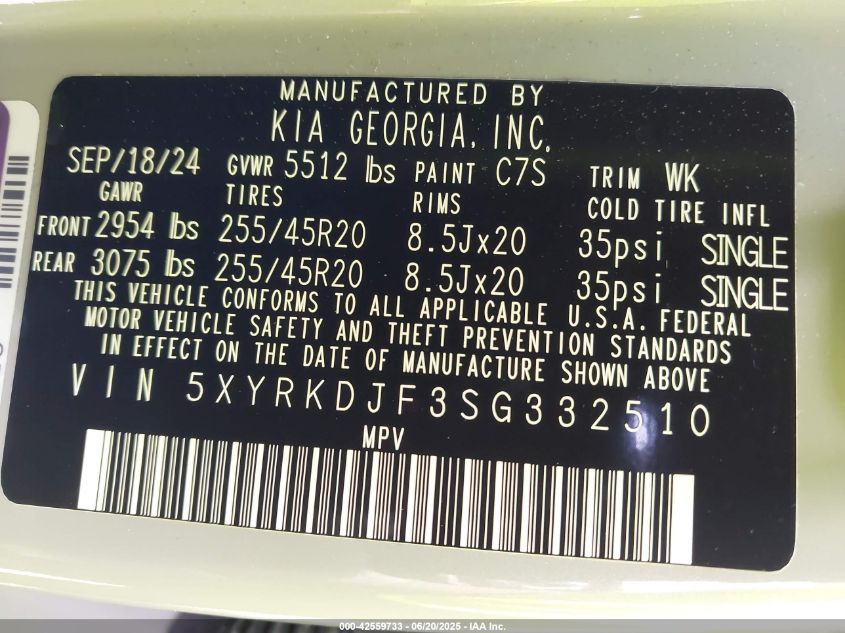 MANUFACTURED BY
KIA GEORGIA, INC.
SEP/18/24 GVWR 5512 lbs PAINT C7S TRIM WK
GAWR TIRES RIMS COLD TIRE INFL
FRONT 2954 lbs 255/45R20 8.5Jx20 35psi SINGLE
REAR 3075 lbs 255/45R20 8.5Jx20 35psi SINGLE
THIS VEHICLE CONFORMS TO ALL APPLICABLE U.S.A. FEDERAL
MOTOR VEHICLE SAFETY AND THEFT PREVENTION STANDARDS
IN EFFECT ON THE DATE OF MANUFACTURE SHOWN ABOVE
VIN 5XYRKDJF3SG332510
MPV
000-42559733 - 06/20/2025 - IAA Inc.